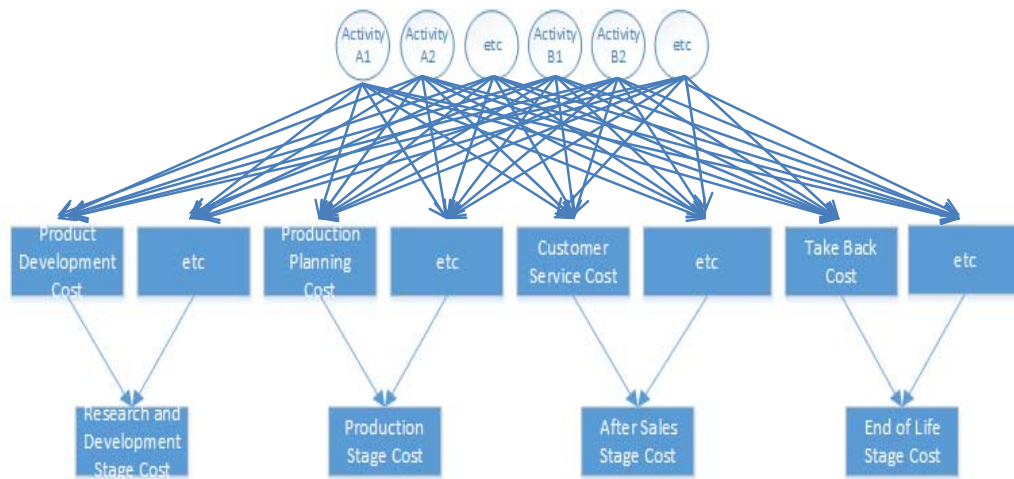 Activity
A1
Activity
A2
etc
Activity
B1
Activity
B2
etc
Product
Development
Cost
etc
Production
Planning
Cost
etc
Customer
Service Cost
etc
Take Back
Cost
etc
Research and
Development
Stage Cost
Production
Stage Cost
After Sales
Stage Cost
End of Life
Stage Cost